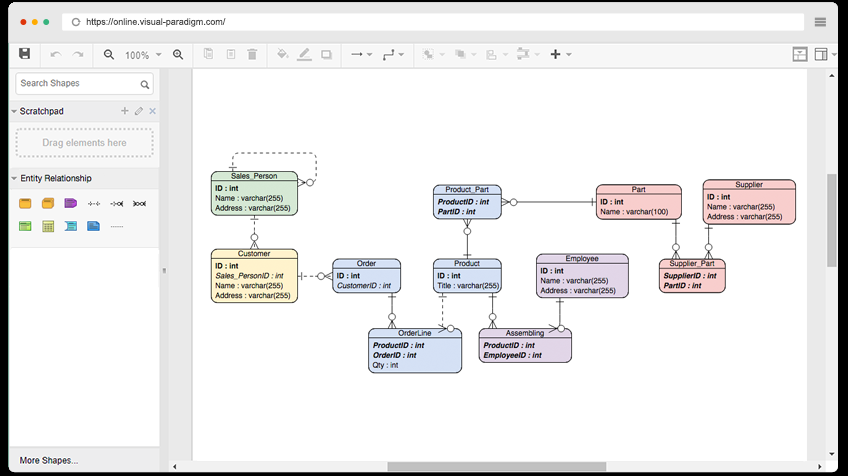 https://online.visual-paradigm.com/
100%
Search Shapes
Scratchpad
Drag elements here
Entity Relationship
More Shapes...
Sales_Person
ID : int
Name : varchar(255)
Address : varchar(255)
Customer
ID : int
Sales_PersonID : int
Name : varchar(255)
Address : varchar(255)
Order
ID : int
CustomerID : int
OrderLine
ProductID : int
OrderID : int
Qty : int
Product_Part
ProductID : int
PartID : int
Product
ID : int
Title : varchar(255)
Employee
ID : int
Name : varchar(255)
Address : varchar(255)
Assembling
ProductID : int
EmployeeID : int
Part
ID : int
Name : varchar(100)
Supplier
ID : int
Name : varchar(255)
Address : varchar(255)
Supplier_Part
SupplierID : int
PartID : int